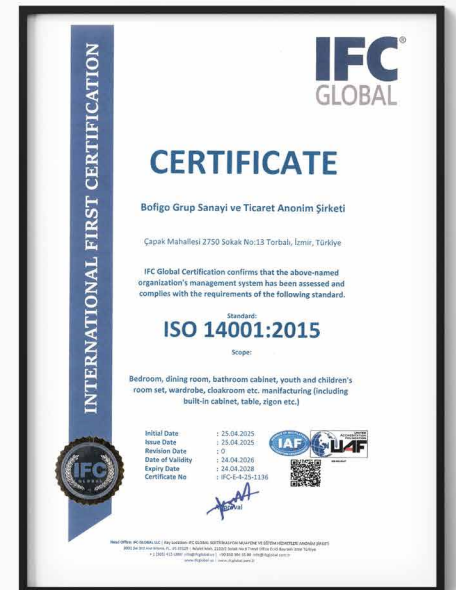 INTERNATIONAL FIRST CERTIFICATION
IFC®
GLOBAL
CERTIFICATE
Bofigo Grup Sanayi ve Ticaret Anonim Şirketi
Çapak Mahallesi 2750 Sokak No:13 Torbalı, İzmir, Türkiye
IFC Global Certification confirms that the above-named
organization's management system has been assessed and
complies with the requirements of the following standard.
Standard:
ISO 14001:2015
Scope:
Bedroom, dining room, bathroom cabinet, youth and children's
room set, wardrobe, cloakroom etc. manifacturing (including
built-in cabinet, table, zigon etc.)
Initial Date : 25.04.2025
Issue Date : 25.04.2025
Revision Date : 0
Date of Validity : 24.04.2026
Expiry Date : 24.04.2028
Certificate No : IFC-E-4-25-1136
IAF
UAF
IFC
GLOBAL
Approval